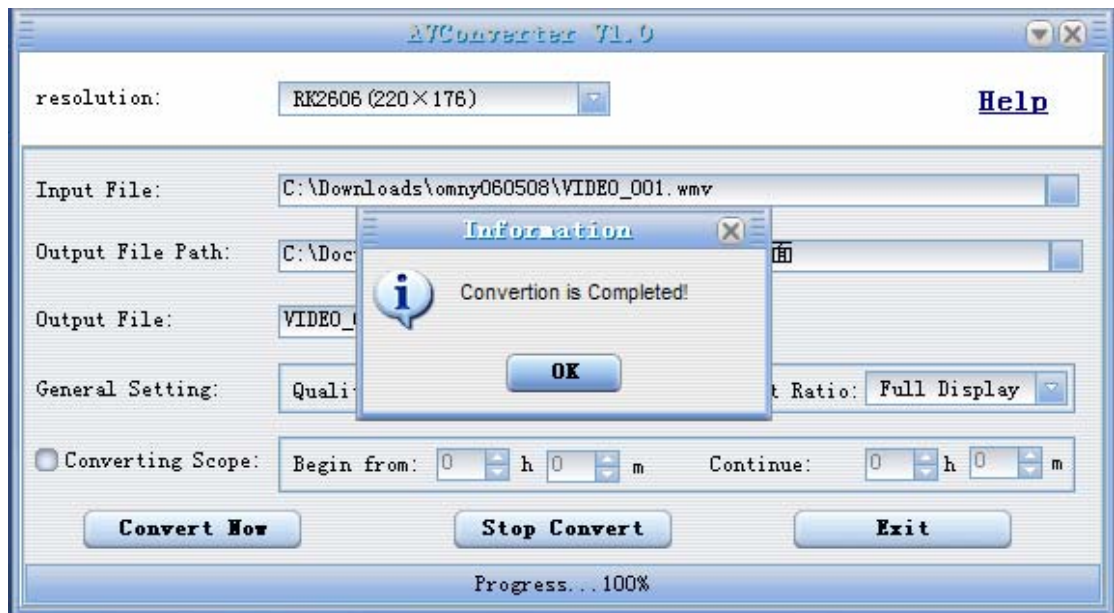 AVConverter V1.0
resolution: RK2606(220×176) Help
Input File: C:\Downloads\omny060508\VIDEO_001.wmv
Information
Output File Path: C:\Doc 面
Convertion is Completed!
Output File: VIDEO_
OK
General Setting: Quali t Ratio: Full Display
Converting Scope: Begin from: 0 h 0 m Continue: 0 h 0 m
Convert Now Stop Convert Exit
Progress...100%